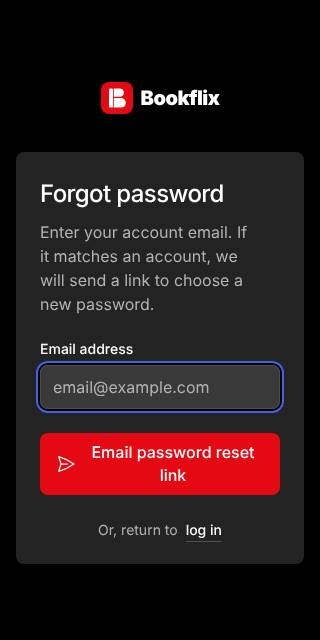 Bookflix
Forgot password
Enter your account email. If
it matches an account, we
will send a link to choose a
new password.
Email address
email@example.com
Email password reset
link
Or, return to log in